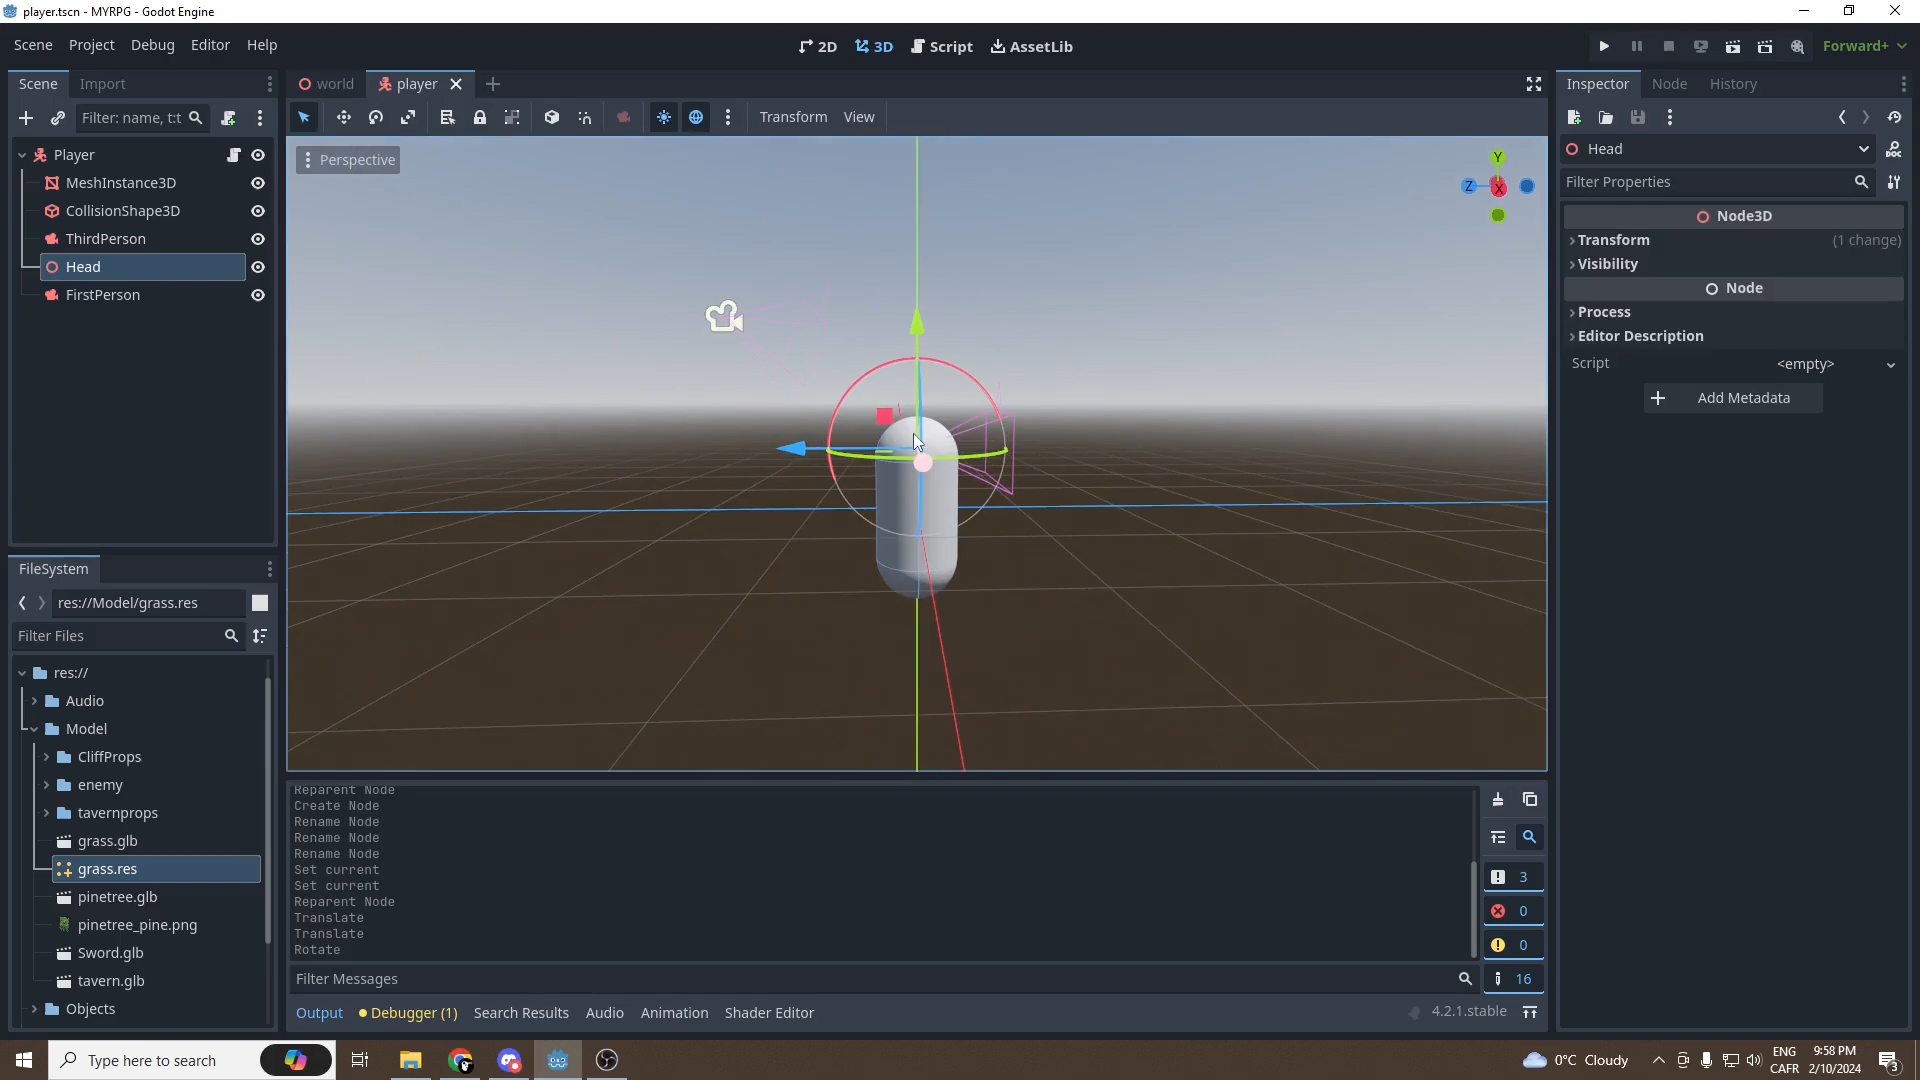 player.tscn - MYRPG - Godot Engine
Scene Project Debug Editor Help
2D 3D Script AssetLib
Forward+
Scene Import
world player
Inspector Node History
Filter: name, t:t
Transform View
Player
MeshInstance3D
CollisionShape3D
ThirdPerson
Head
FirstPerson
Perspective
Y
Z X
Head
DOC
Filter Properties
Node3D
Transform (1 change)
Visibility
Node
Process
Editor Description
Script <empty>
Add Metadata
FileSystem
res://Model/grass.res
Filter Files
res://
Audio
Model
CliffProps
enemy
tavernprops
grass.glb
grass.res
pinetree.glb
pinetree_pine.png
Sword.glb
tavern.glb
Objects
Reparent Node
Create Node
Rename Node
Rename Node
Rename Node
Set current
Set current
Reparent Node
Translate
Translate
Rotate
3
0
0
16
Filter Messages
Output Debugger (1) Search Results Audio Animation Shader Editor
4.2.1.stable
Type here to search
0°C Cloudy
ENG
CAFR
9:58 PM
2/10/2024
3